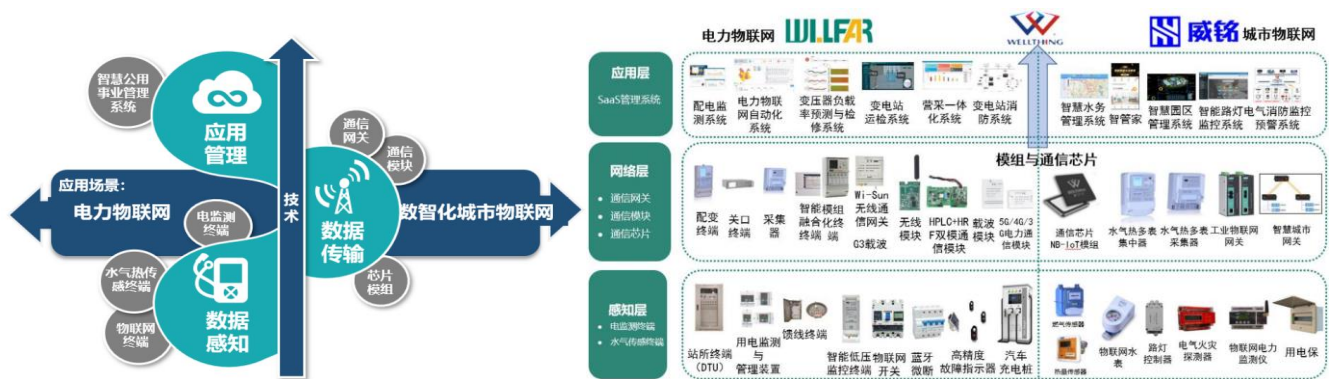 智慧公用
事业管理
系统
应用
管理
通信
网关
通信
模块
应用场景：
电力物联网
技术
数智化城市物联网
电监测
终端
数据
传输
水气热传
感终端
芯片
模组
物联网
终端
数据
感知
电力物联网
WILLFAR
WELLTHING
威铭
城市物联网
应用层
SaaS管理系统
配电监
测系统
电力物联
网自动化
系统
变压器负载
率预测与检
修系统
变电站
运检系统
营采一体
化系统
变电站消
防系统
智慧水务
管理系统
智管家
智慧园区
管理系统
智能路灯
监控系统
电气消防监控
预警系统
网络层
• 通信网关
• 通信模块
• 通信芯片
模组与通信芯片
配变
终端
关口
终端
采集
器
智能
融合
终端
模组
化终
端
Wi-Sun
无线通
信网关
G3载波
无线
模块
HPLC+HR
F双模通
信模块
载波
模块
5G/4G/3
G电力通
信模块
WELLTHING
通信芯片
NB-IoT模组
水气热多表
集中器
水气热多表
采集器
工业物联网
网关
智慧城市
网关
感知层
• 电监测终端
• 水气传感终端
站所终端
（DTU）
用电监测
与
管理装置
馈线终端
智能低压
监控终端
物联网
开关
蓝牙
微断
高精度
故障指示器
汽车
充电桩
燃气传感器
热量传感器
物联网水
表
路灯
控制器
电气火灾
探测器
物联网电力
监测仪
用电保